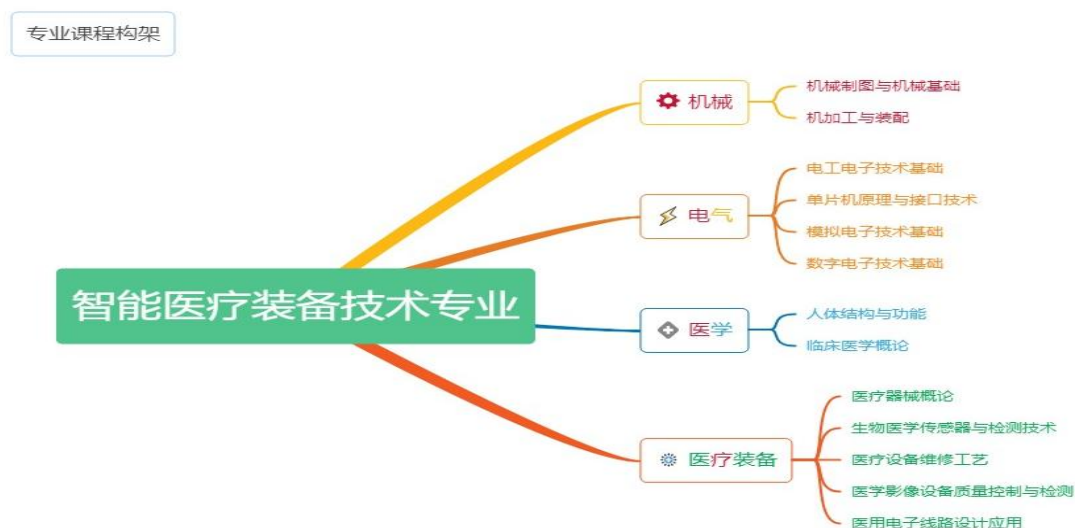 专业课程构架
智能医疗装备技术专业
机械
机械制图与机械基础
机加工与装配
电气
电工电子技术基础
单片机原理与接口技术
模拟电子技术基础
数字电子技术基础
医学
人体结构与功能
临床医学概论
医疗装备
医疗器械概论
生物医学传感器与检测技术
医疗设备维修工艺
医学影像设备质量控制与检测
医用电子线路设计应用